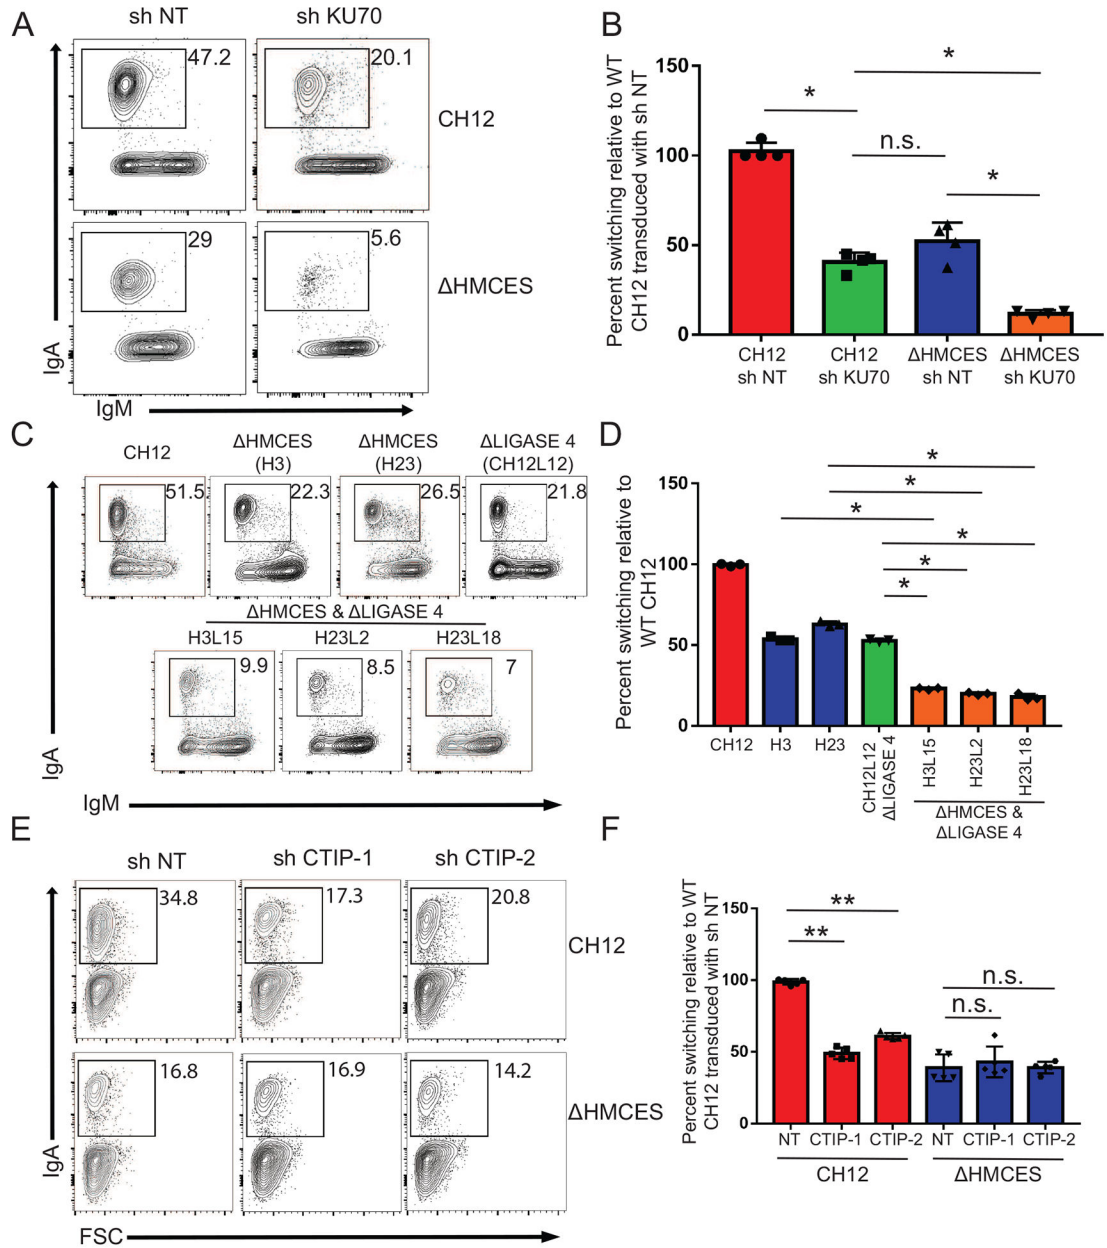 A
sh NT
sh KU70
47.2
20.1
CH12
29
5.6
ΔHMCES
IgA
IgM
B
Percent switching relative to WT
CH12 transduced with sh NT
150
100
50
0
*
*
n.s.
*
CH12
sh NT
CH12
sh KU70
ΔHMCES
sh NT
ΔHMCES
sh KU70
C
CH12
ΔHMCES
(H3)
ΔHMCES
(H23)
ΔLIGASE 4
(CH12L12)
51.5
22.3
26.5
21.8
ΔHMCES & ΔLIGASE 4
H3L15
H23L2
H23L18
9.9
8.5
7
IgA
IgM
D
Percent switching relative to
WT CH12
150
100
50
0
*
*
*
*
*
*
CH12
H3
H23
CH12L12
ΔLIGASE 4
H3L15
H23L2
H23L18
ΔHMCES &
ΔLIGASE 4
E
sh NT
sh CTIP-1
sh CTIP-2
34.8
17.3
20.8
CH12
16.8
16.9
14.2
ΔHMCES
IgA
FSC
F
Percent switching relative to WT
CH12 transduced with sh NT
150
100
50
0
**
**
n.s.
n.s.
NT
CTIP-1
CTIP-2
NT
CTIP-1
CTIP-2
CH12
ΔHMCES